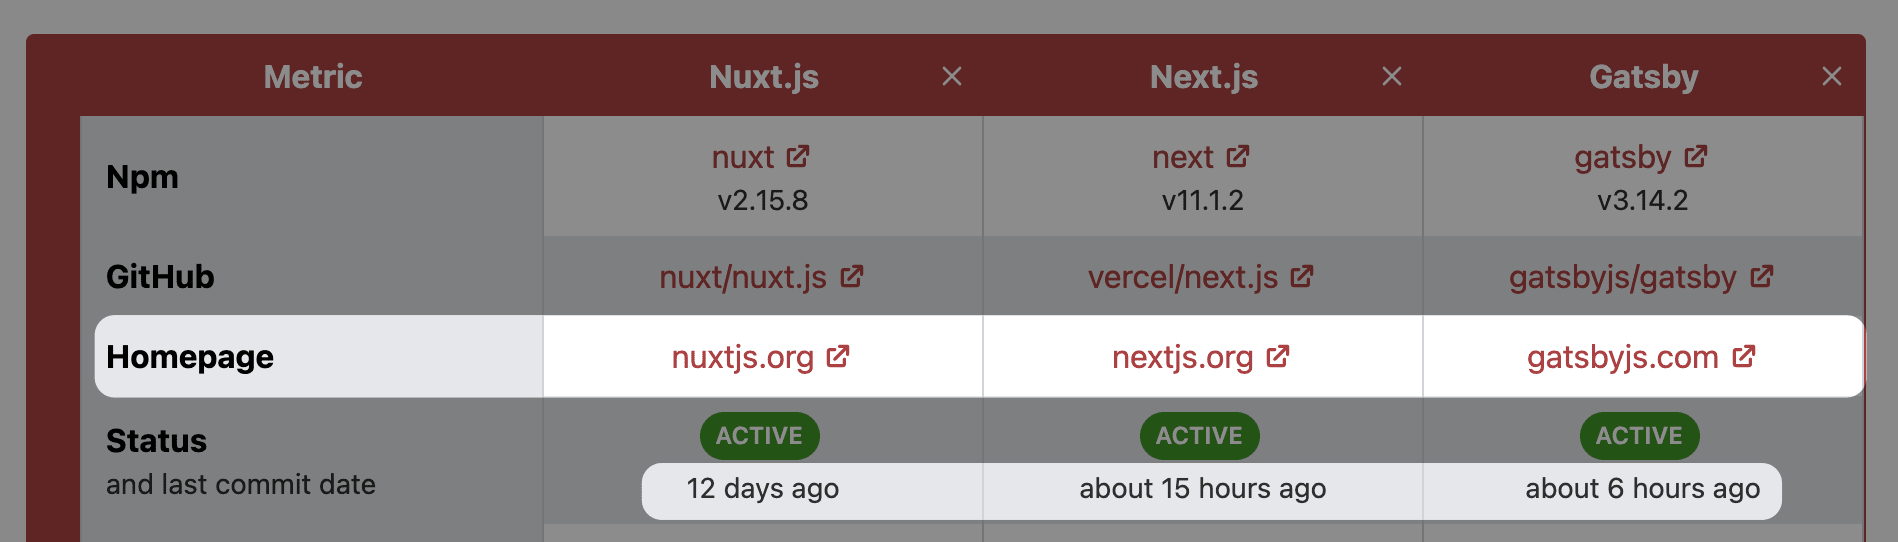 Metric Nuxt.js Next.js Gatsby
Npm nuxt next gatsby
v2.15.8 v11.1.2 v3.14.2
GitHub nuxt/nuxt.js vercel/next.js gatsbyjs/gatsby
Homepage nuxtjs.org nextjs.org gatsbyjs.com
Status ACTIVE ACTIVE ACTIVE
and last commit date 12 days ago about 15 hours ago about 6 hours ago